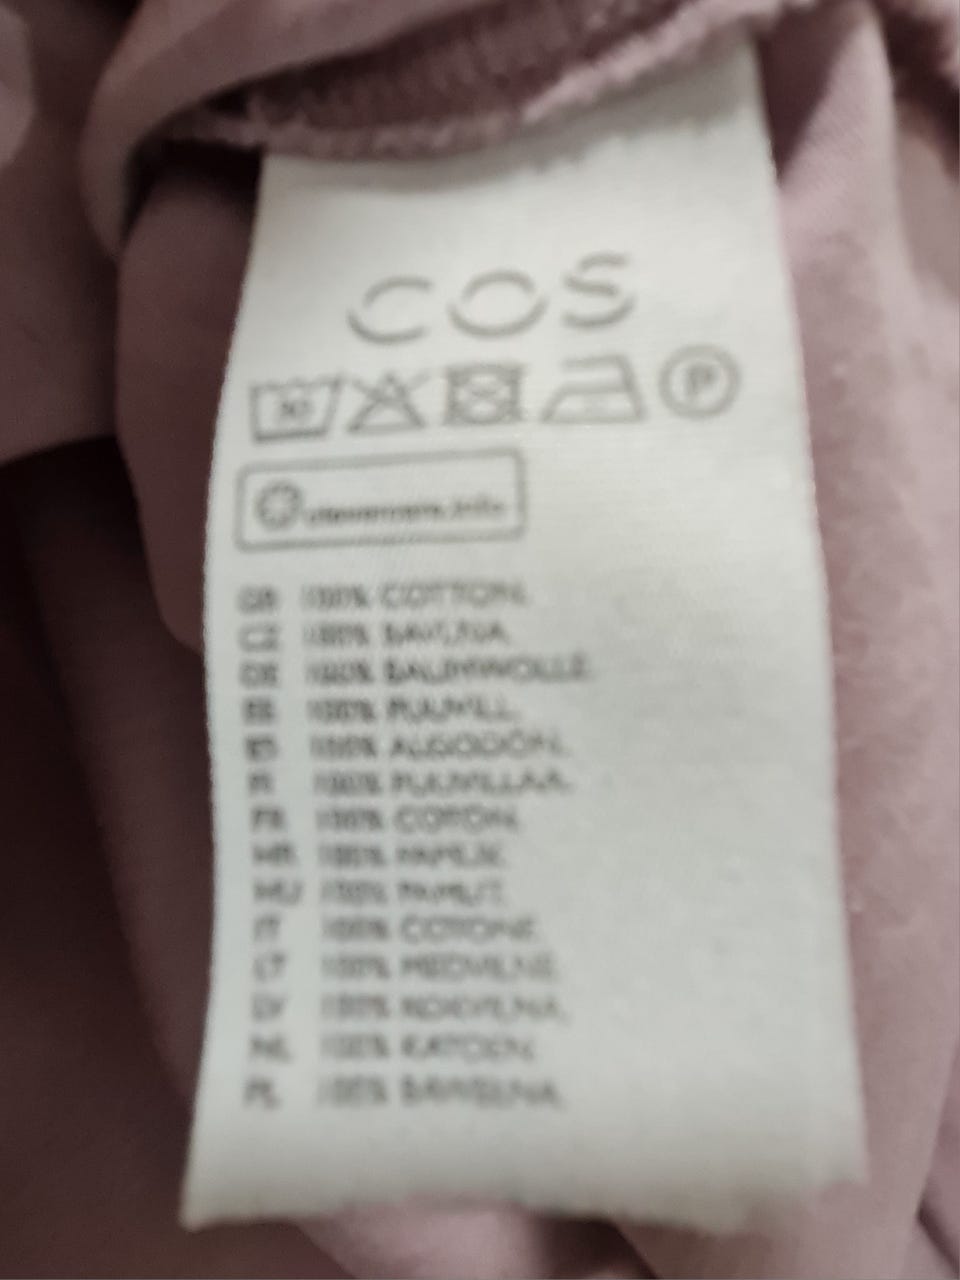 COS
30 P
clevercare.info
GB 100% COTTON.
CZ 100% BAVLNA.
DE 100% BAUMWOLLE.
EE 100% PUUVILL.
ES 100% ALGODÓN.
FI 100% PUUVILLAA.
FR 100% COTON.
HR 100% PAMUK.
HU 100% PAMUT.
IT 100% COTONE.
LT 100% MEDVILNĖ.
LV 100% KOKVILNA.
NL 100% KATOEN.
PL 100% BAWEŁNA.